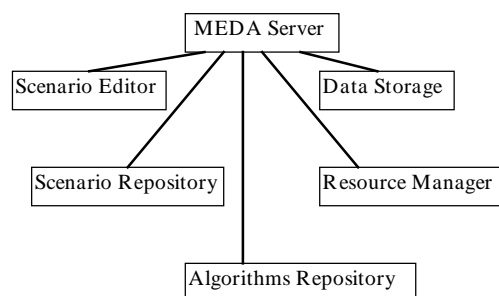 MEDA Server
Scenario Editor
Data Storage
Scenario Repository
Resource Manager
Algorithms Repository